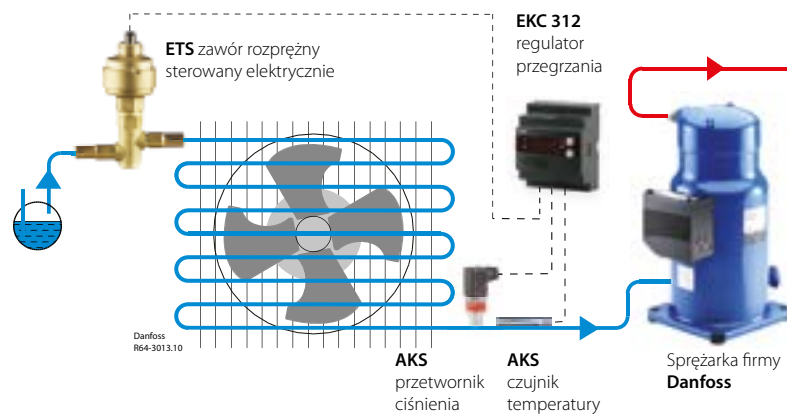 ETS zawór rozprężny
sterowany elektrycznie
EKC 312
regulator
przegrzania
Danfoss
R64-3013.10
AKS
przetwornik
ciśnienia
AKS
czujnik
temperatury
Sprężarka firmy
Danfoss